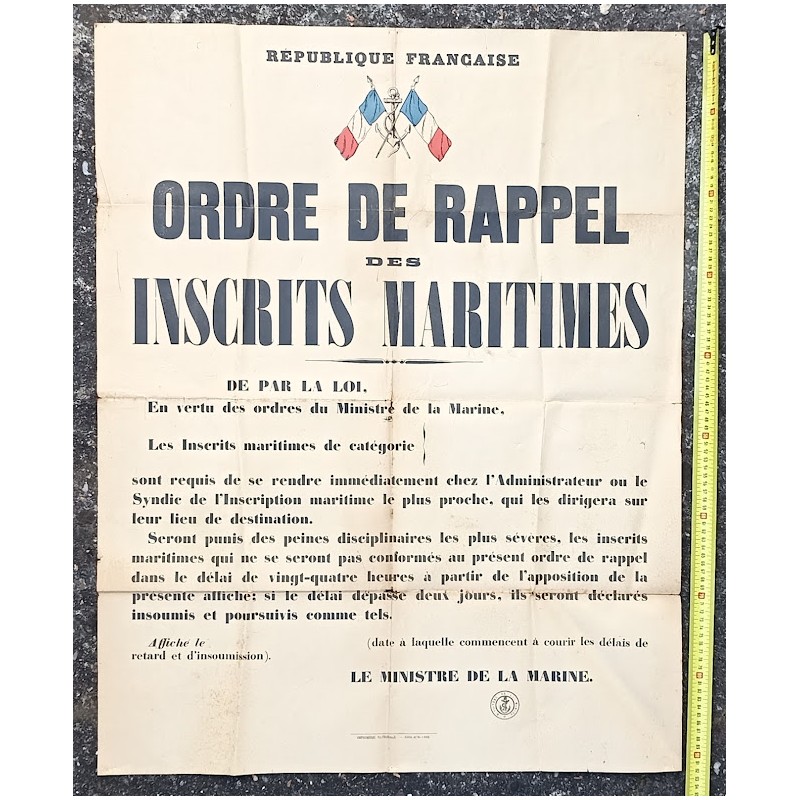 RÉPUBLIQUE FRANCAISE
ORDRE DE RAPPEL
DES
INSCRITS MARITIMES
DE PAR LA LOI,
En vertu des ordres du Ministre de la Marine,
Les Inscrits maritimes de catégorie
sont requis de se rendre immédiatement chez l'Administrateur ou le
Syndic de l'Inscription maritime le plus proche, qui les dirigera sur
leur lieu de destination.
Seront punis des peines disciplinaires les plus sévères, les inscrits
maritimes qui ne se seront pas conformés au présent ordre de rappel
dans le délai de vingt-quatre heures à partir de l'apposition de la
présente affiche; si le délai dépasse deux jours, ils seront déclarés
insoumis et poursuivis comme tels.
Affiché le (date à laquelle commencent à courir les délais de
retard et d'insoumission).
LE MINISTRE DE LA MARINE.